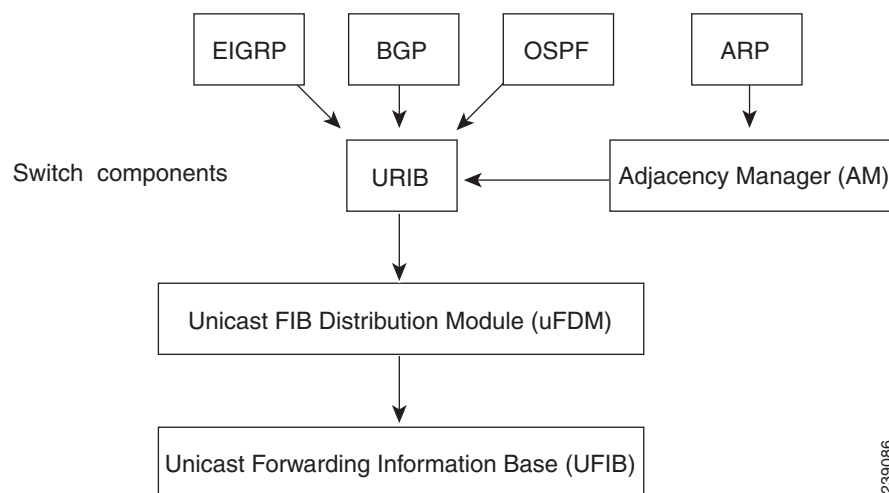 EIGRP
BGP
OSPF
ARP
Switch components
URIB
Adjacency Manager (AM)
Unicast FIB Distribution Module (uFDM)
Unicast Forwarding Information Base (UFIB)
239086